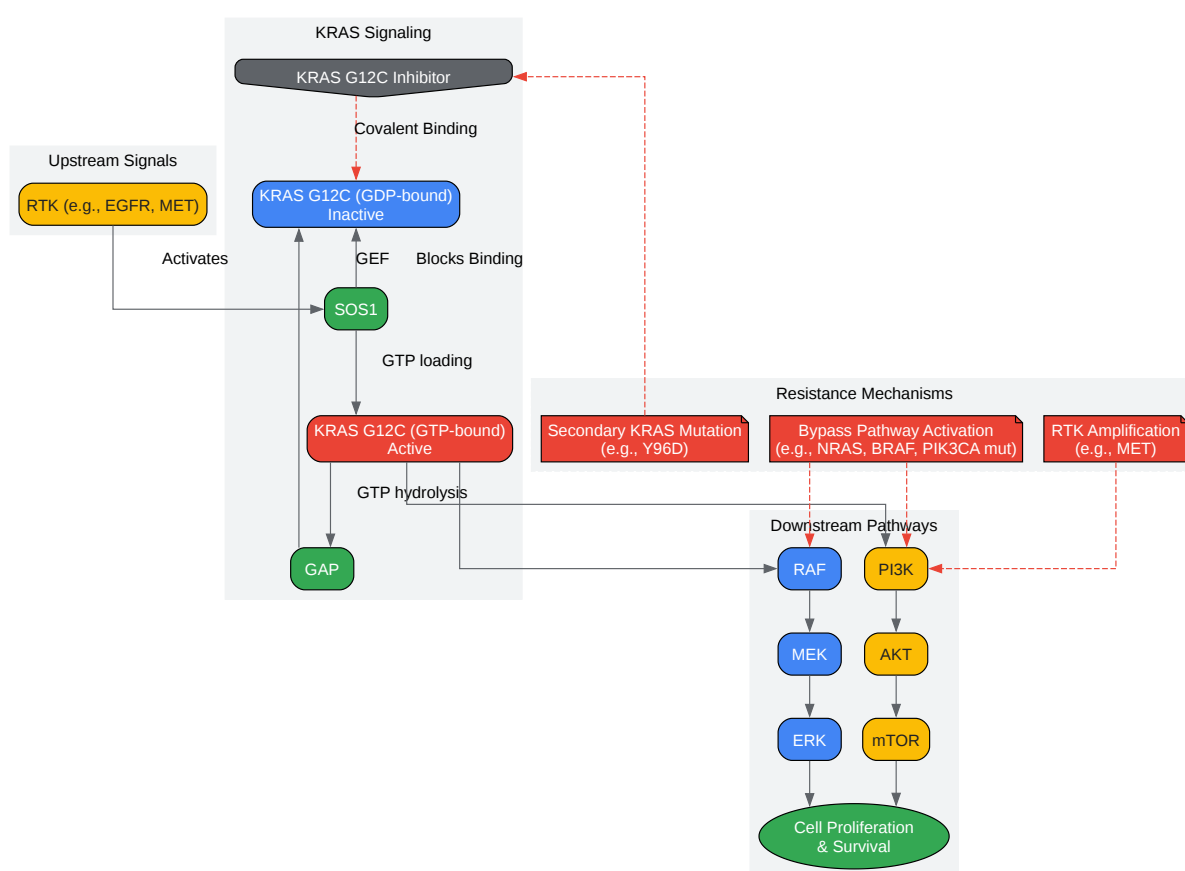 KRAS Signaling
KRAS G12C Inhibitor
Covalent Binding
Upstream Signals
RTK (e.g., EGFR, MET)
KRAS G12C (GDP-bound)
Inactive
Activates
GEF
Blocks Binding
SOS1
GTP loading
Resistance Mechanisms
KRAS G12C (GTP-bound)
Active
Secondary KRAS Mutation
(e.g., Y96D)
Bypass Pathway Activation
(e.g., NRAS, BRAF, PIK3CA mut)
RTK Amplification
(e.g., MET)
GTP hydrolysis
Downstream Pathways
GAP
RAF
PI3K
MEK
AKT
ERK
mTOR
Cell Proliferation
& Survival